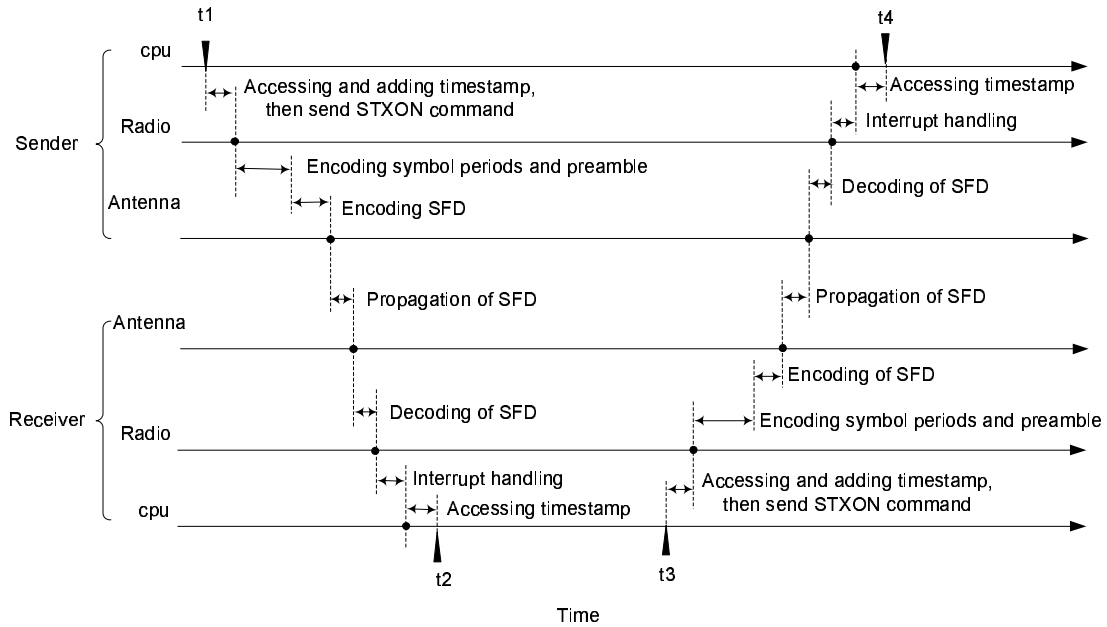 t1
t4
cpu
Accessing and adding timestamp,
then send STXON command
Accessing timestamp
Radio
Interrupt handling
Sender
Encoding symbol periods and preamble
Decoding of SFD
Antenna
Encoding SFD
Propagation of SFD
Propagation of SFD
Antenna
Encoding of SFD
Receiver
Decoding of SFD
Encoding symbol periods and preamble
Radio
Interrupt handling
Accessing and adding timestamp,
then send STXON command
cpu
Accessing timestamp
t2
t3
Time